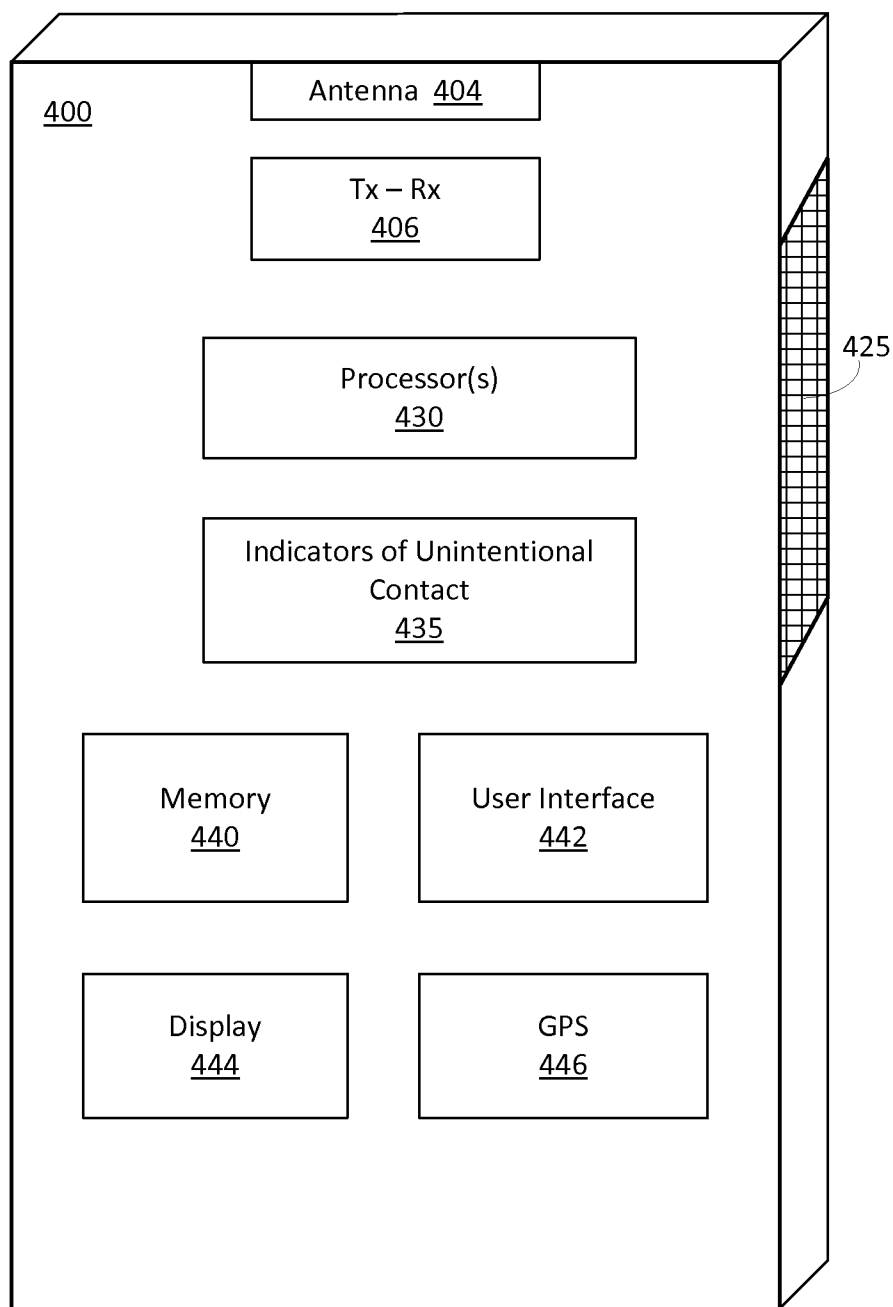 Antenna 404
400
Tx – Rx
406
425
Processor(s)
430
Indicators of Unintentional
Contact
435
Memory
440
User Interface
442
Display
444
GPS
446